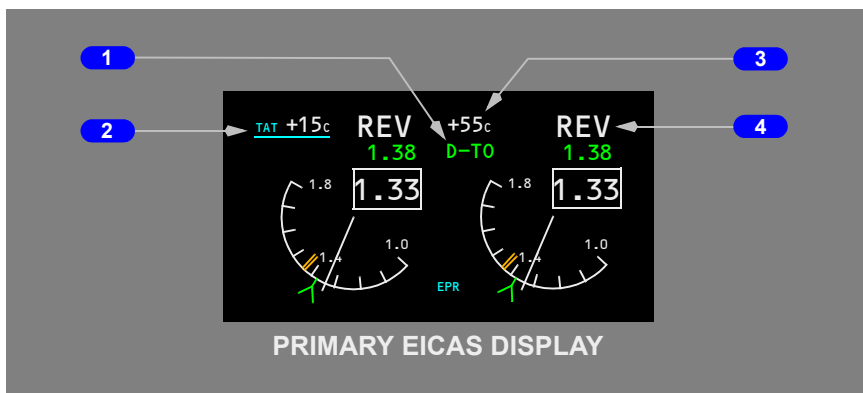 1
3
2
4
TAT +15c REV +55c REV
1.38 D-TO 1.38
1.33 1.33
1.8 1.8
1.0 1.0
1.4 1.4
EPR
PRIMARY EICAS DISPLAY